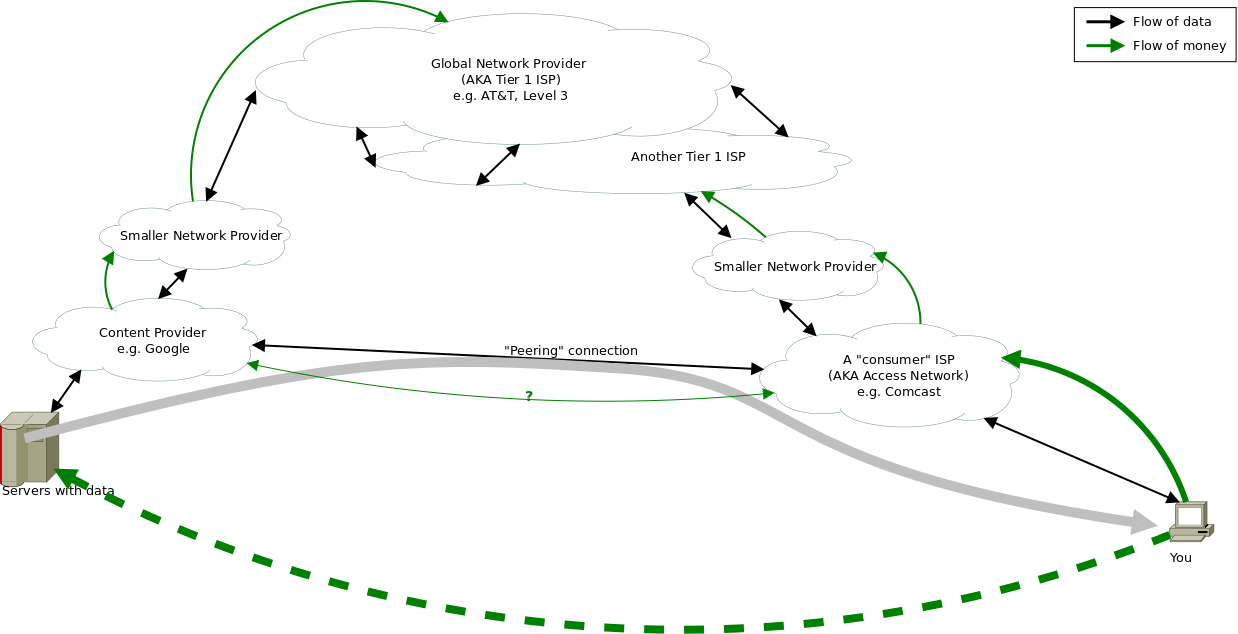 Flow of data
Flow of money
Global Network Provider
(AKA Tier 1 ISP)
e.g. AT&T, Level 3
Another Tier 1 ISP
Smaller Network Provider
Smaller Network Provider
Content Provider
e.g. Google
"Peering" connection
A "consumer" ISP
(AKA Access Network)
e.g. Comcast
?
Servers with data
You